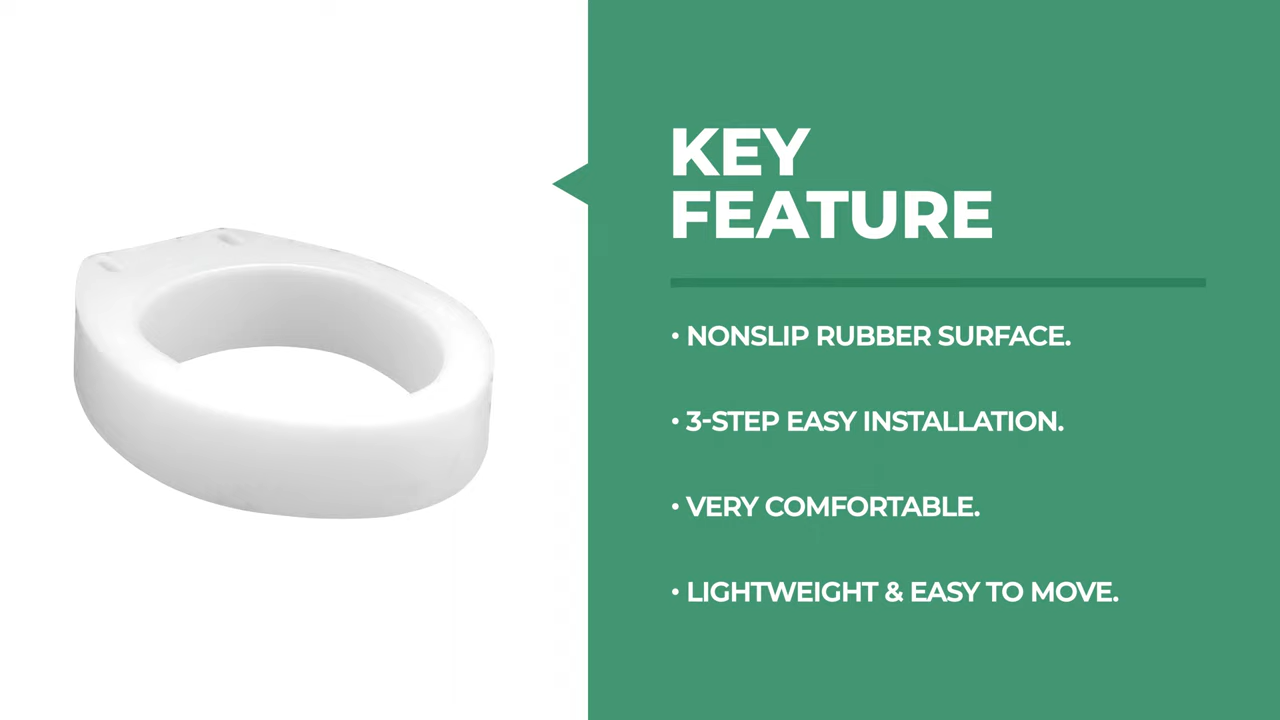 KEY
FEATURE
• NONSLIP RUBBER SURFACE.
• 3-STEP EASY INSTALLATION.
• VERY COMFORTABLE.
• LIGHTWEIGHT & EASY TO MOVE.